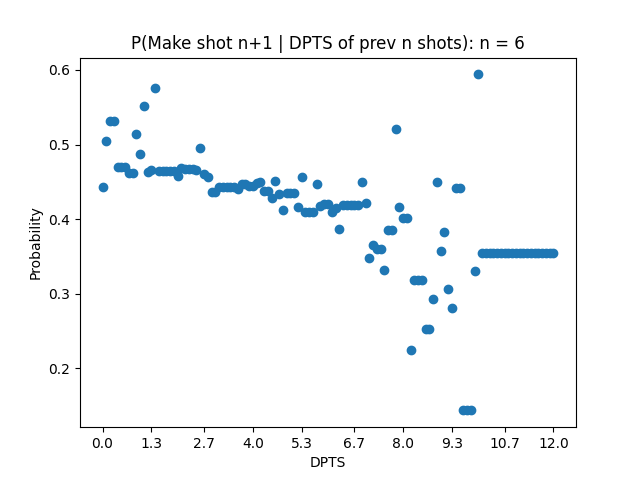 P(Make shot n+1 | DPTS of prev n shots): n = 6
0.6
0.5
0.4
0.3
0.2
Probability
0.0 1.3 2.7 4.0 5.3 6.7 8.0 9.3 10.7 12.0
DPTS